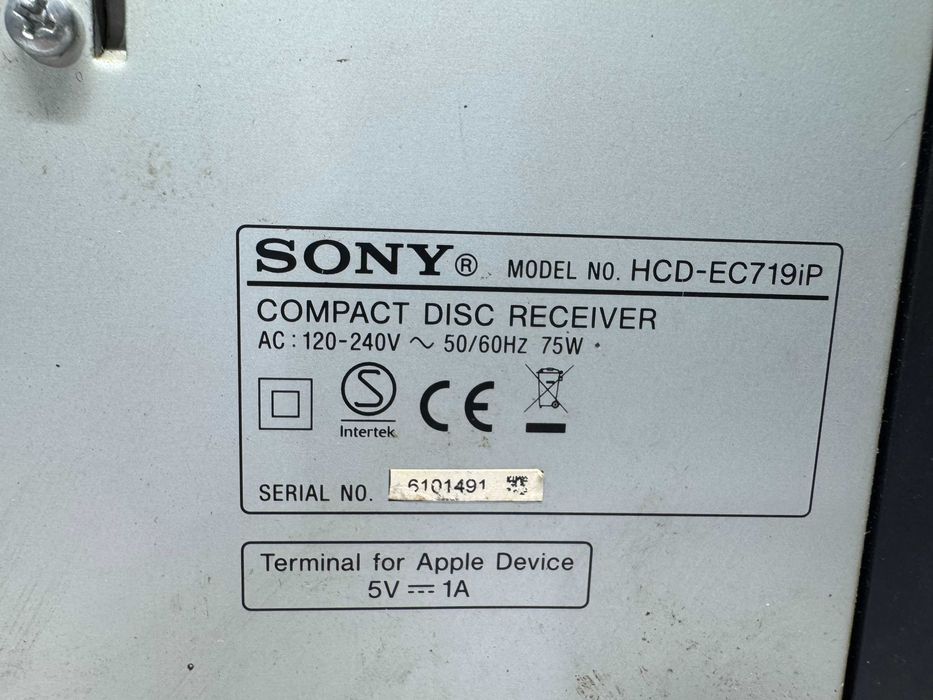 SONY® MODEL NO. HCD-EC719iP
COMPACT DISC RECEIVER
AC : 120-240V ~ 50/60Hz 75W
S
Intertek
CE
SERIAL NO. 6101491
Terminal for Apple Device
5V ⎓ 1A